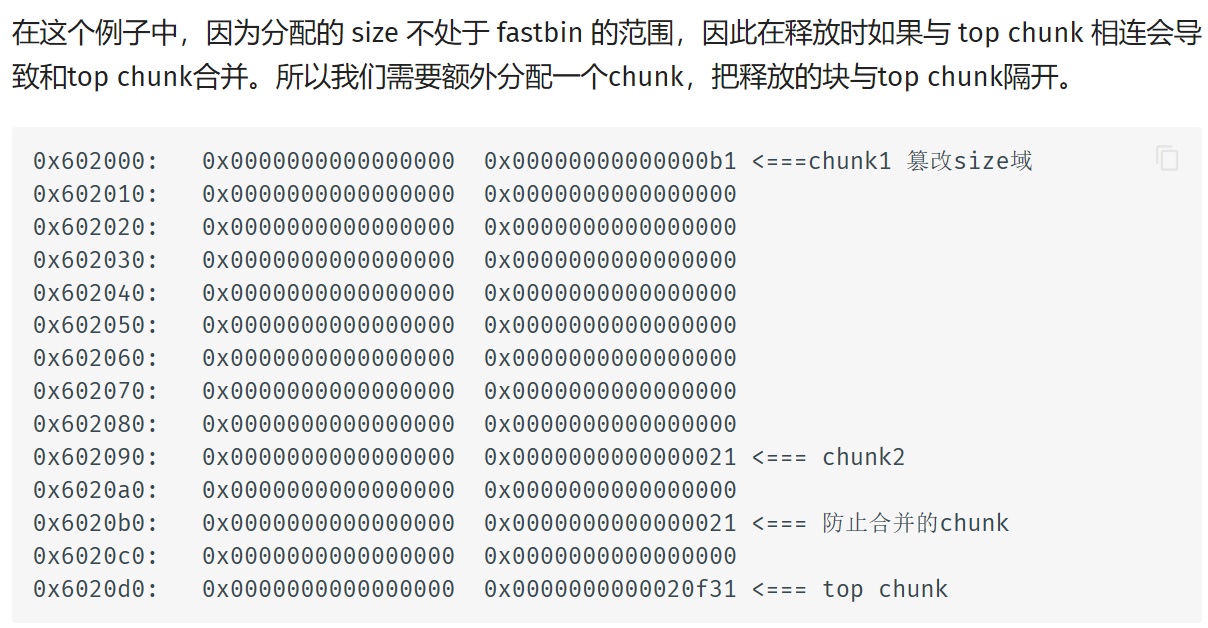 在这个例子中，因为分配的 size 不处于 fastbin 的范围，因此在释放时如果与 top chunk 相连会导
致和top chunk合并。所以我们需要额外分配一个chunk，把释放的块与top chunk隔开。
0x602000:   0x0000000000000000  0x00000000000000b1 <===chunk1 篡改size域
0x602010:   0x0000000000000000  0x0000000000000000
0x602020:   0x0000000000000000  0x0000000000000000
0x602030:   0x0000000000000000  0x0000000000000000
0x602040:   0x0000000000000000  0x0000000000000000
0x602050:   0x0000000000000000  0x0000000000000000
0x602060:   0x0000000000000000  0x0000000000000000
0x602070:   0x0000000000000000  0x0000000000000000
0x602080:   0x0000000000000000  0x0000000000000000
0x602090:   0x0000000000000000  0x0000000000000021 <=== chunk2
0x6020a0:   0x0000000000000000  0x0000000000000000
0x6020b0:   0x0000000000000000  0x0000000000000021 <=== 防止合并的chunk
0x6020c0:   0x0000000000000000  0x0000000000000000
0x6020d0:   0x0000000000000000  0x0000000000020f31 <=== top chunk